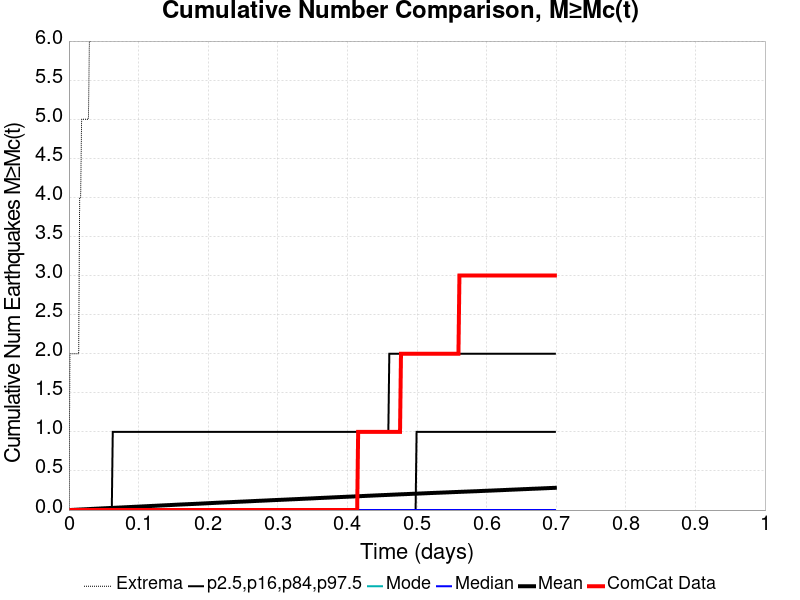 Cumulative Number Comparison, M≥Mc(t)
Cumulative Num Earthquakes M≥Mc(t)
6.0
5.5
5.0
4.5
4.0
3.5
3.0
2.5
2.0
1.5
1.0
0.5
0.0
0 0.1 0.2 0.3 0.4 0.5 0.6 0.7 0.8 0.9 1
Time (days)
Extrema p2.5,p16,p84,p97.5 Mode Median Mean ComCat Data